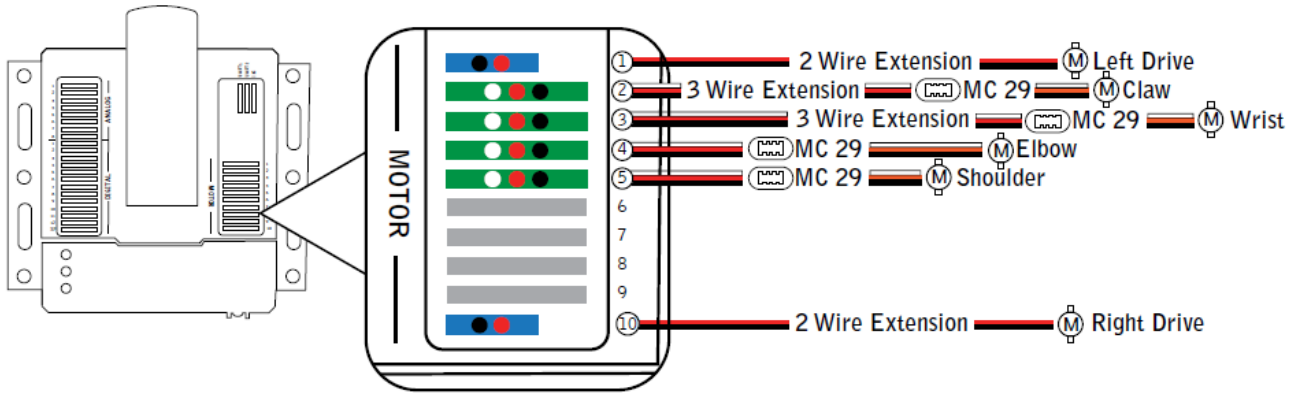 ANALOG
DIGITAL
MOTOR
MOTOR
1 2 Wire Extension M Left Drive
2 3 Wire Extension MC 29 M Claw
3 3 Wire Extension MC 29 M Wrist
4 MC 29 M Elbow
5 MC 29 M Shoulder
6
7
8
9
10 2 Wire Extension M Right Drive